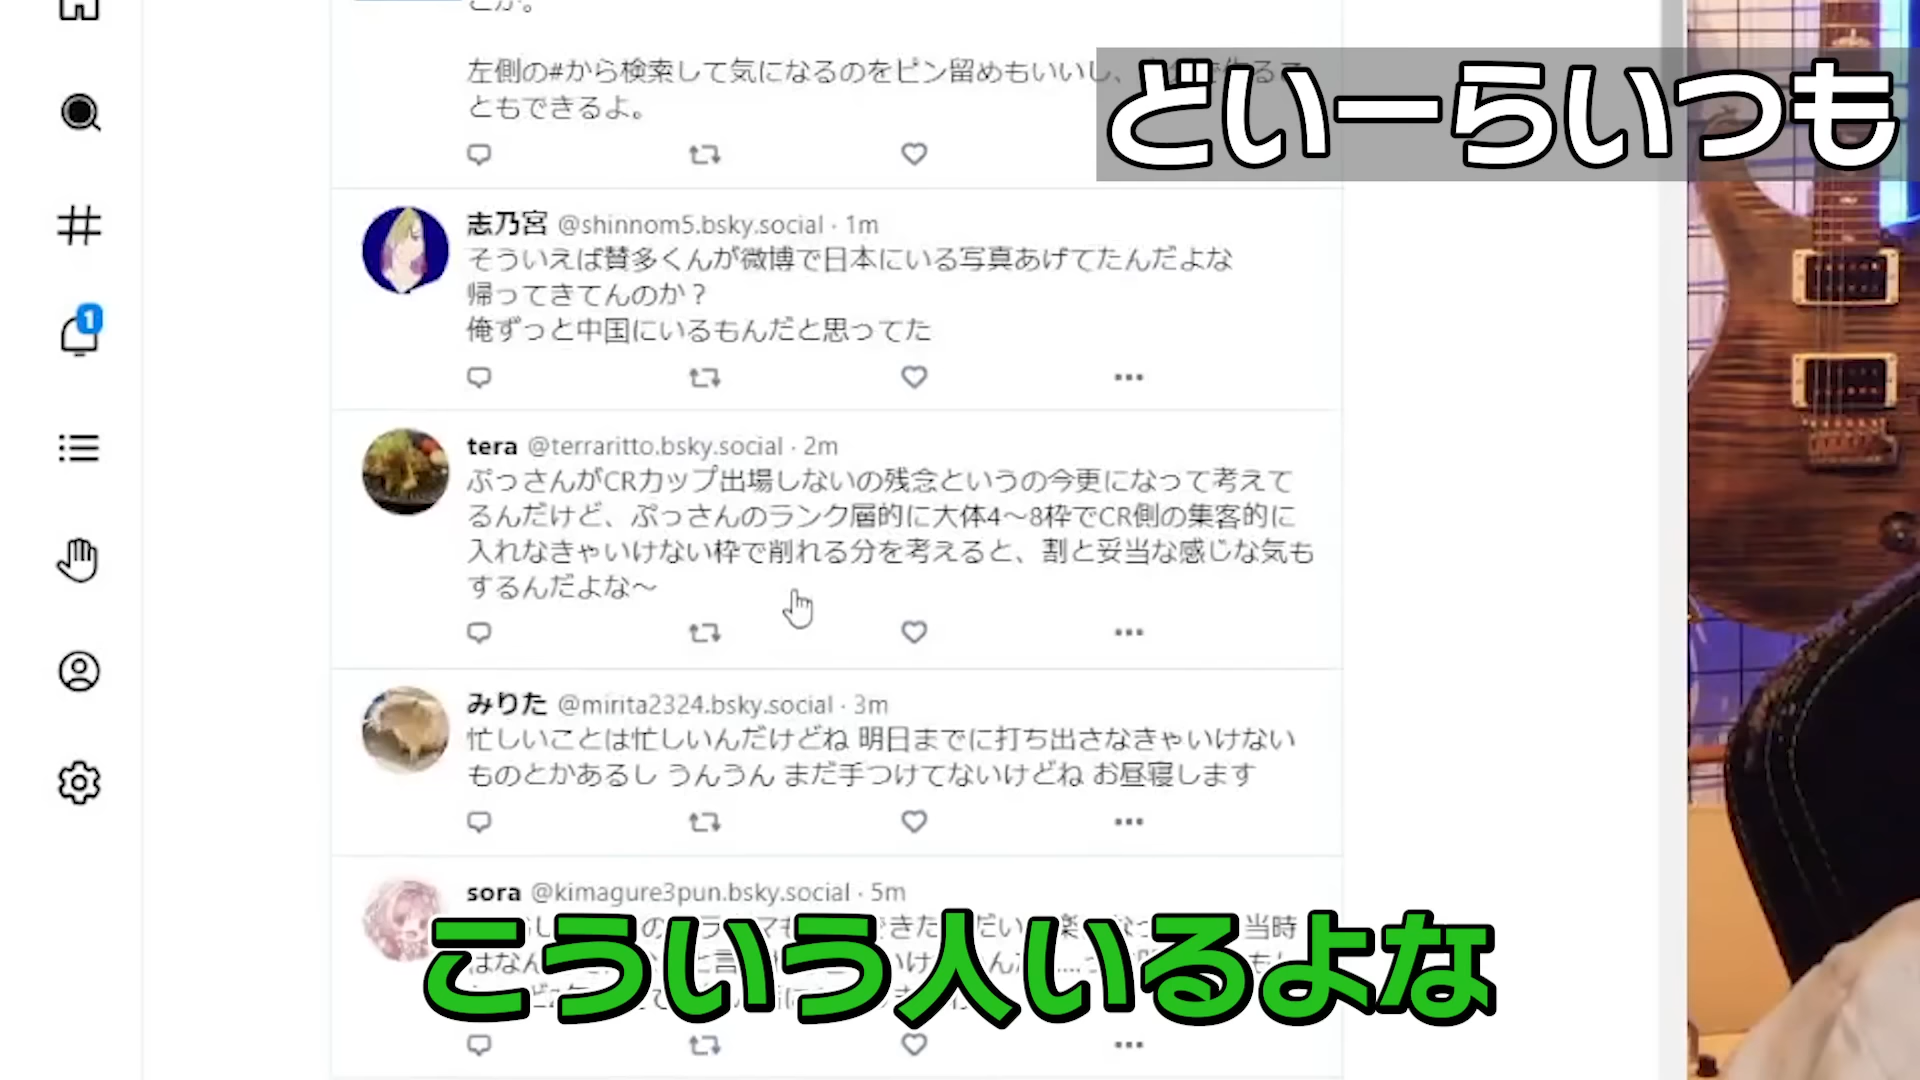 とか。
左側の#から検索して気になるのをピン留めもいいし、
ともできるよ。
どいーらいつも
志乃宮 @shinnom5.bsky.social · 1m
そういえば賛多くんが微博で日本にいる写真あげてたんだよな
帰ってきてんのか？
俺ずっと中国にいるもんだと思ってた
1
tera @terraritto.bsky.social · 2m
ぷっさんがCRカップ出場しないの残念というの今更になって考えて
るんだけど、ぷっさんのランク層的に大体4〜8枠でCR側の集客的に
入れなきゃいけない枠で削れる分を考えると、割と妥当な感じな気も
するんだよな〜
みりた @mirita2324.bsky.social · 3m
忙しいことは忙しいんだけどね 明日までに打ち出さなきゃいけない
ものとかあるし うんうん まだ手つけてないけどね お昼寝します
sora @kimagure3pun.bsky.social · 5m
当時
はなん
こういう人いるよな